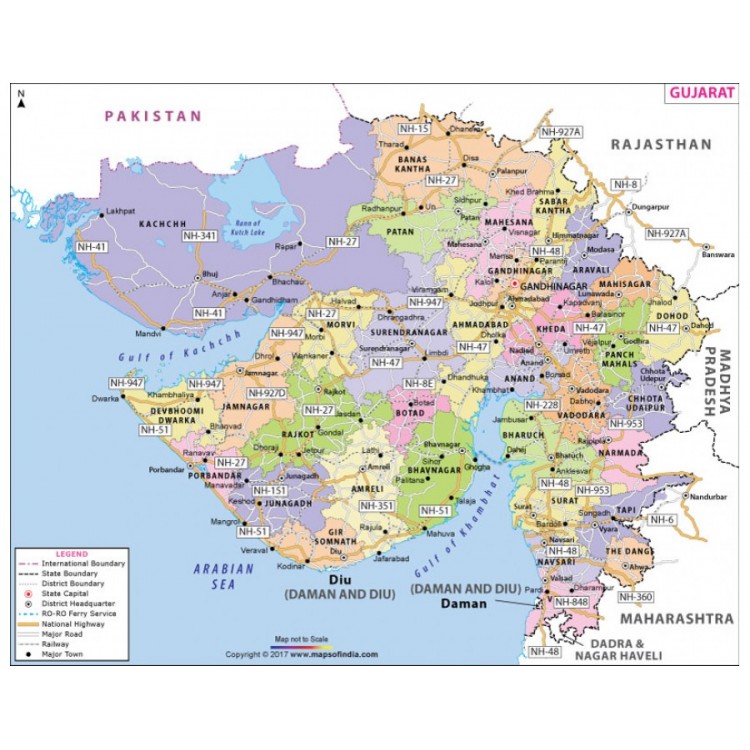 N
GUJARAT
PAKISTAN
RAJASTHAN
NH-15
Dhanera
NH-927A
Tharad
BANAS
KANTHA
Disa
Palanpur
NH-27
NH-8
Khed Brahma
SABAR
KANTHA
Dungarpur
Radhanpur
Sidhpur
Patan
MAHESANA
Visnagar
Lakhpat
KACHCHH
Rann of
Kutch Lake
PATAN
NH-341
NH-27
Rapar
Mahesana
Himmatnagar
NH-927A
Banswara
NH-41
NH-48
Modasa
Mansa
Parantij
GANDHINAGAR
ARAVALI
Bhuj
Bhachau
Kalol
GANDHINAGAR
MAHISAGAR
Anjar
Gandhidham
Viramgam
NH-947
Lunawada
Jhalod
Ahmadabad
Jodhpur
Kapadvanj
DOHOD
NH-41
Halvad
NH-27
Dhrangadhra
Balasinor
Mandvi
MORVI
AHMADABAD
KHEDA
NH-47
NH-47
Dahod
NH-947
Morbi
SURENDRANAGAR
Surendranagar
NH-47
Nadiad
Godhra
Gulf of Kachchh
Wankaner
Limbdi
Umreth
PANCH
MAHALS
MADHYA
PRADESH
Dhrol
NH-47
Anand
Chhota
Udepur
NH-947
NH-947
Jamnagar
NH-8E
Dhandhuka
ANAND
Borsad
Khambhat
Vadodara
CHHOTA
UDAIPUR
Dwarka
Khambhaliya
NH-927D
Rajkot
Botad
Dabhoi
DEVBHOOMI
DWARKA
JAMNAGAR
NH-27
Jasdan
BOTAD
NH-228
VADODARA
Jambusar
NH-953
NH-51
Bhanvad
RAJKOT
Gondal
BHARUCH
Rajpipla
Ranavav
Dhoraji
Jetpur
Lathi
Bhavnagar
Sihor
Dahej
Bharuch
NARMADA
Porbandar
NH-27
PORBANDAR
Manavadar
Junagadh
Amreli
BHAVNAGAR
Ghogha
Anklesvar
Palitana
NH-48
NH-953
NH-151
AMRELI
SURAT
Nandurbar
Keshod
JUNAGADH
NH-351
NH-51
Talaja
Surat
Songadh
TAPI
Mangrol
NH-51
GIR
SOMNATH
Rajula
Mahuva
Gulf of Khambhat
Bardoli
Vyara
NH-6
Veraval
Diu
Jafarabad
Navsari
NH-48
NAVSARI
THE DANGS
Ahwa
Kodinar
ARABIAN
SEA
Diu
(DAMAN AND DIU)
(DAMAN AND DIU)
Daman
Valsad
Pardi
Dharampur
NH-360
NH-848
MAHARASHTRA
DADRA &
NAGAR HAVELI
NH-48
LEGEND
International Boundary
State Boundary
District Boundary
State Capital
District Headquarter
RO-RO Ferry Service
National Highway
Major Road
Railway
Major Town
Map not to Scale
Copyright © 2017 www.mapsofindia.com